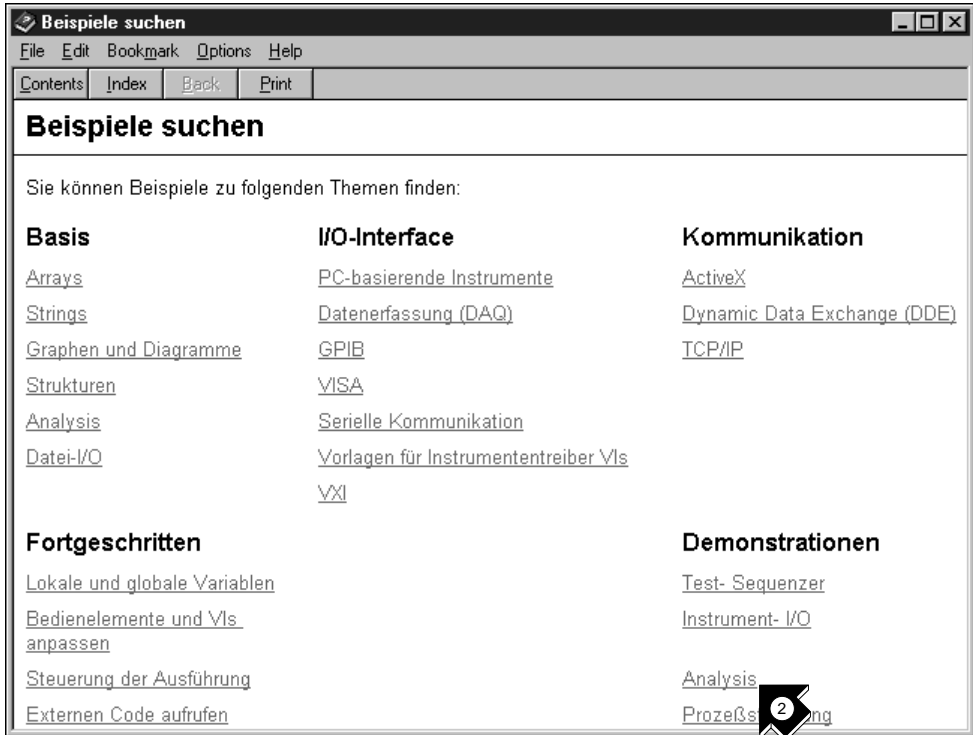 Beispiele suchen
File Edit Bookmark Options Help
Contents Index Back Print
Beispiele suchen
Sie können Beispiele zu folgenden Themen finden:
Basis
Arrays
Strings
Graphen und Diagramme
Strukturen
Analysis
Datei-I/O
I/O-Interface
PC-basierende Instrumente
Datenerfassung (DAQ)
GPIB
VISA
Serielle Kommunikation
Vorlagen für Instrumententreiber VIs
VXI
Kommunikation
ActiveX
Dynamic Data Exchange (DDE)
TCP/IP
Fortgeschritten
Lokale und globale Variablen
Bedienelemente und VIs
anpassen
Steuerung der Ausführung
Externen Code aufrufen
Demonstrationen
Test- Sequenzer
Instrument- I/O
Analysis
2